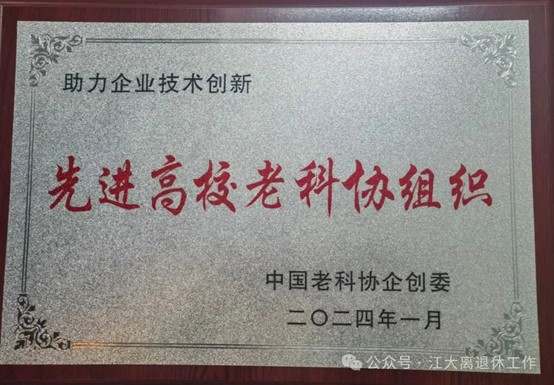 助力企业技术创新
先进高校老科协组织
中国老科协企创委
二〇二四年一月
公众号·江大离退休工作